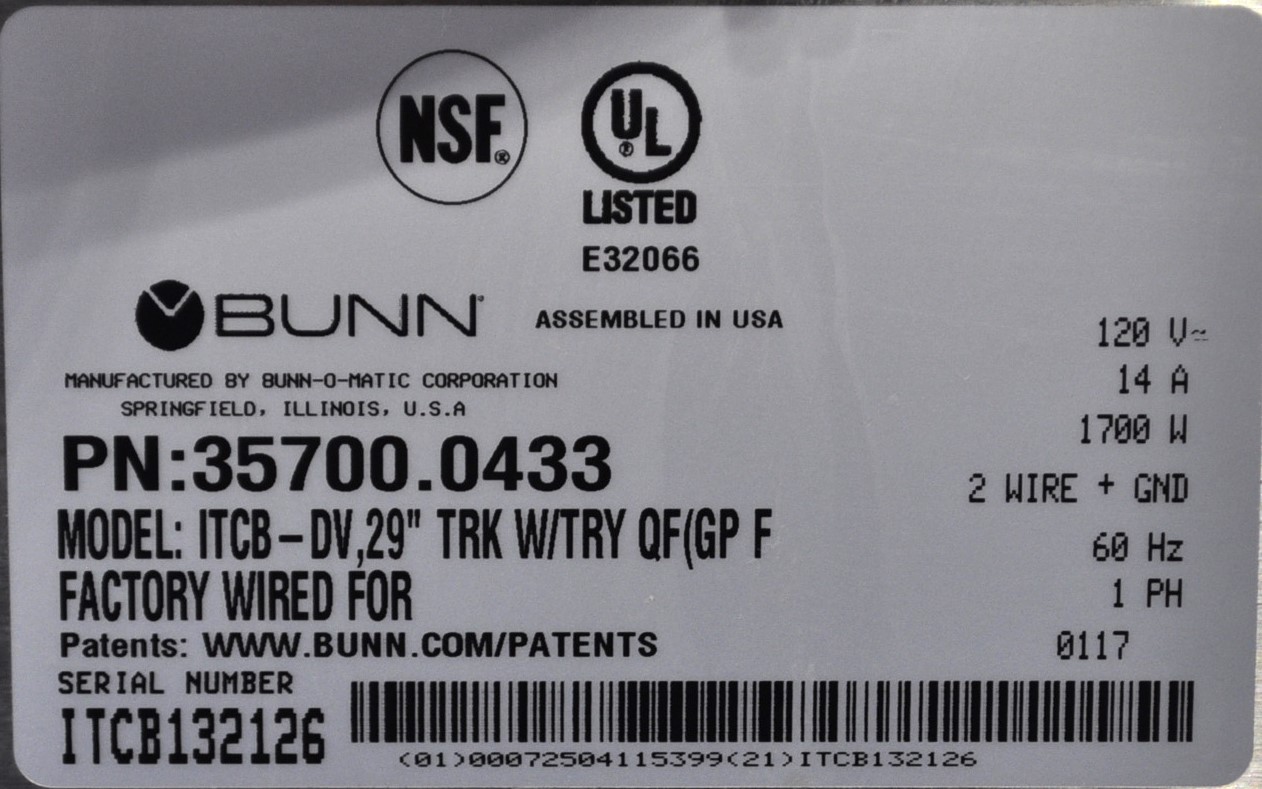 NSF®
UL®
LISTED
E32066
BUNN® ASSEMBLED IN USA
MANUFACTURED BY BUNN-O-MATIC CORPORATION
SPRINGFIELD, ILLINOIS, U.S.A
PN:35700.0433
MODEL: ITCB-DV,29" TRK W/TRY QF(GP F
FACTORY WIRED FOR
Patents: WWW.BUNN.COM/PATENTS
SERIAL NUMBER
ITCB132126
(01)00072504115399(21)ITCB132126
120 V~
14 A
1700 W
2 WIRE + GND
60 Hz
1 PH
0117